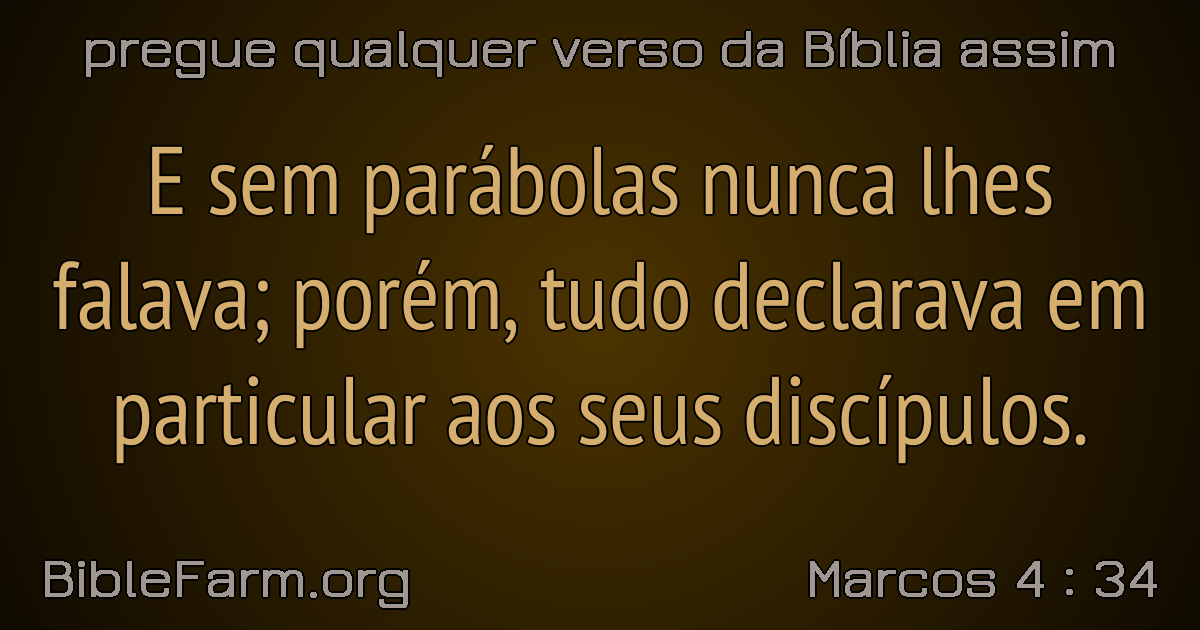 pregue qualquer verso da Bíblia assim
E sem parábolas nunca lhes
falava; porém, tudo declarava em
particular aos seus discípulos.
BibleFarm.org
Marcos 4 : 34